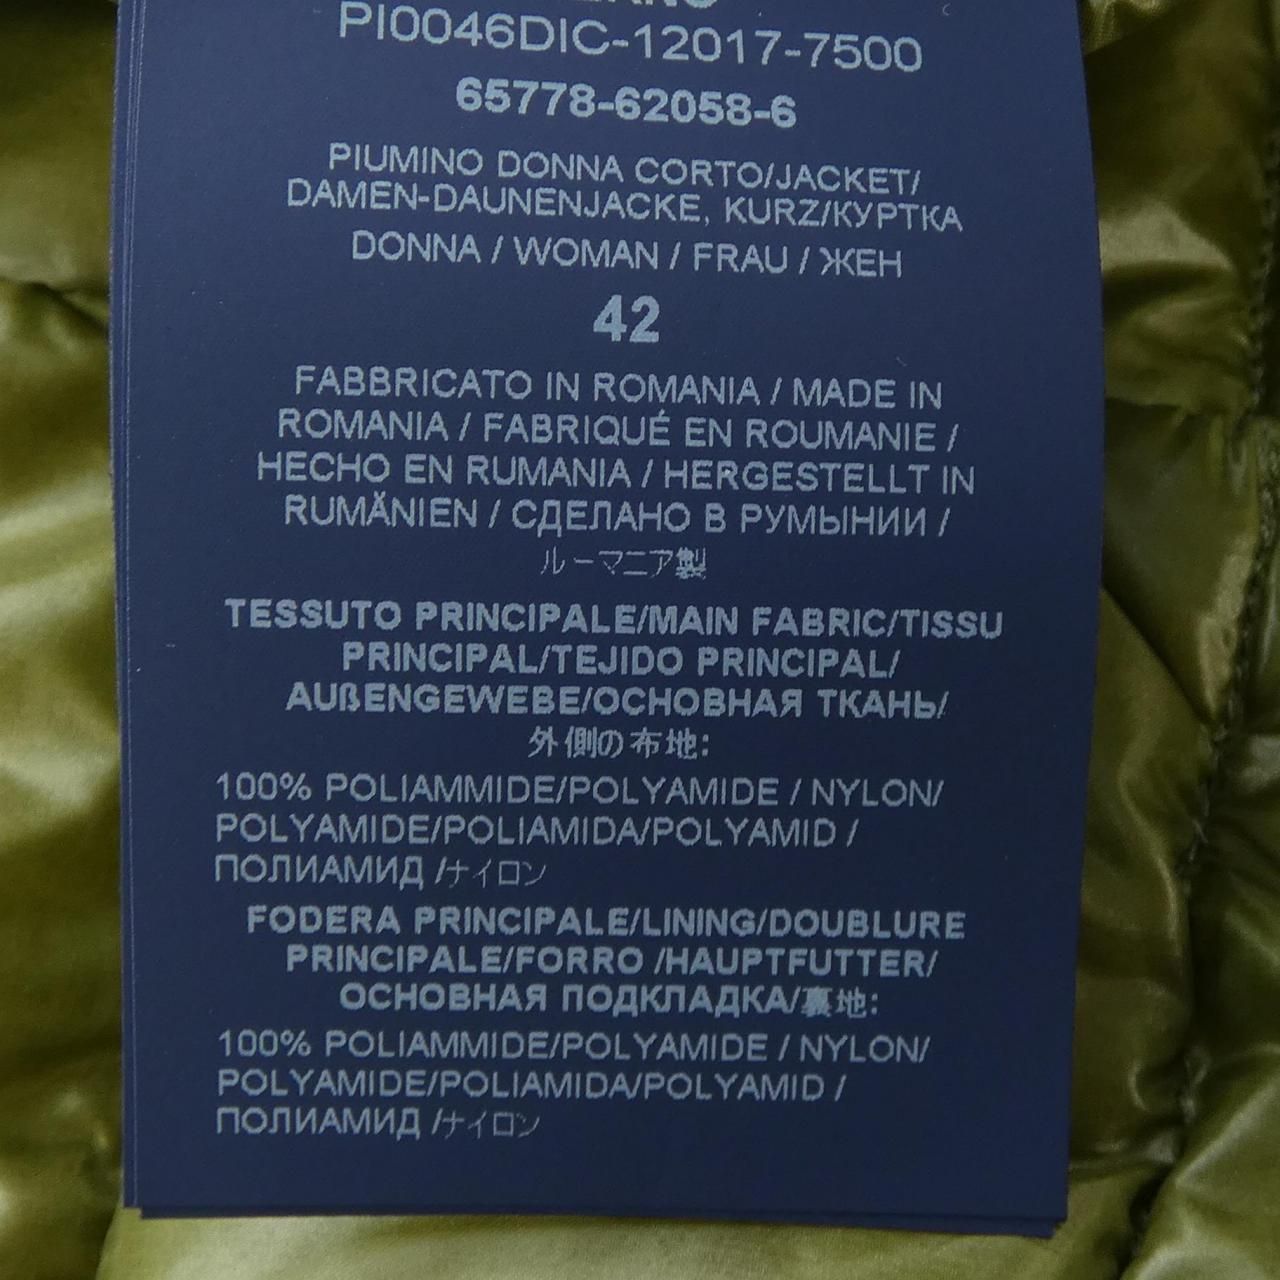 PI0046DIC-12017-7500
65778-62058-6
PIUMINO DONNA CORTO/JACKET/
DAMEN-DAUNENJACKE, KURZ/КУРТКА
DONNA / WOMAN / FRAU / ЖЕН
42
FABBRICATO IN ROMANIA / MADE IN
ROMANIA / FABRIQUÉ EN ROUMANIE /
HECHO EN RUMANIA / HERGESTELLT IN
RUMÄNIEN / СДЕЛАНО В РУМЫНИИ /
ルーマニア製
TESSUTO PRINCIPALE/MAIN FABRIC/TISSU
PRINCIPAL/TEJIDO PRINCIPAL/
AUßENGEWEBE/ОСНОВНАЯ ТКАНЬ/
外側の布地:
100% POLIAMMIDE/POLYAMIDE / NYLON/
POLYAMIDE/POLIAMIDA/POLYAMID /
ПОЛИАМИД /ナイロン
FODERA PRINCIPALE/LINING/DOUBLURE
PRINCIPALE/FORRO /HAUPTFUTTER/
ОСНОВНАЯ ПОДКЛАДКА/裏地:
100% POLIAMMIDE/POLYAMIDE / NYLON/
POLYAMIDE/POLIAMIDA/POLYAMID /
ПОЛИАМИД /ナイロン